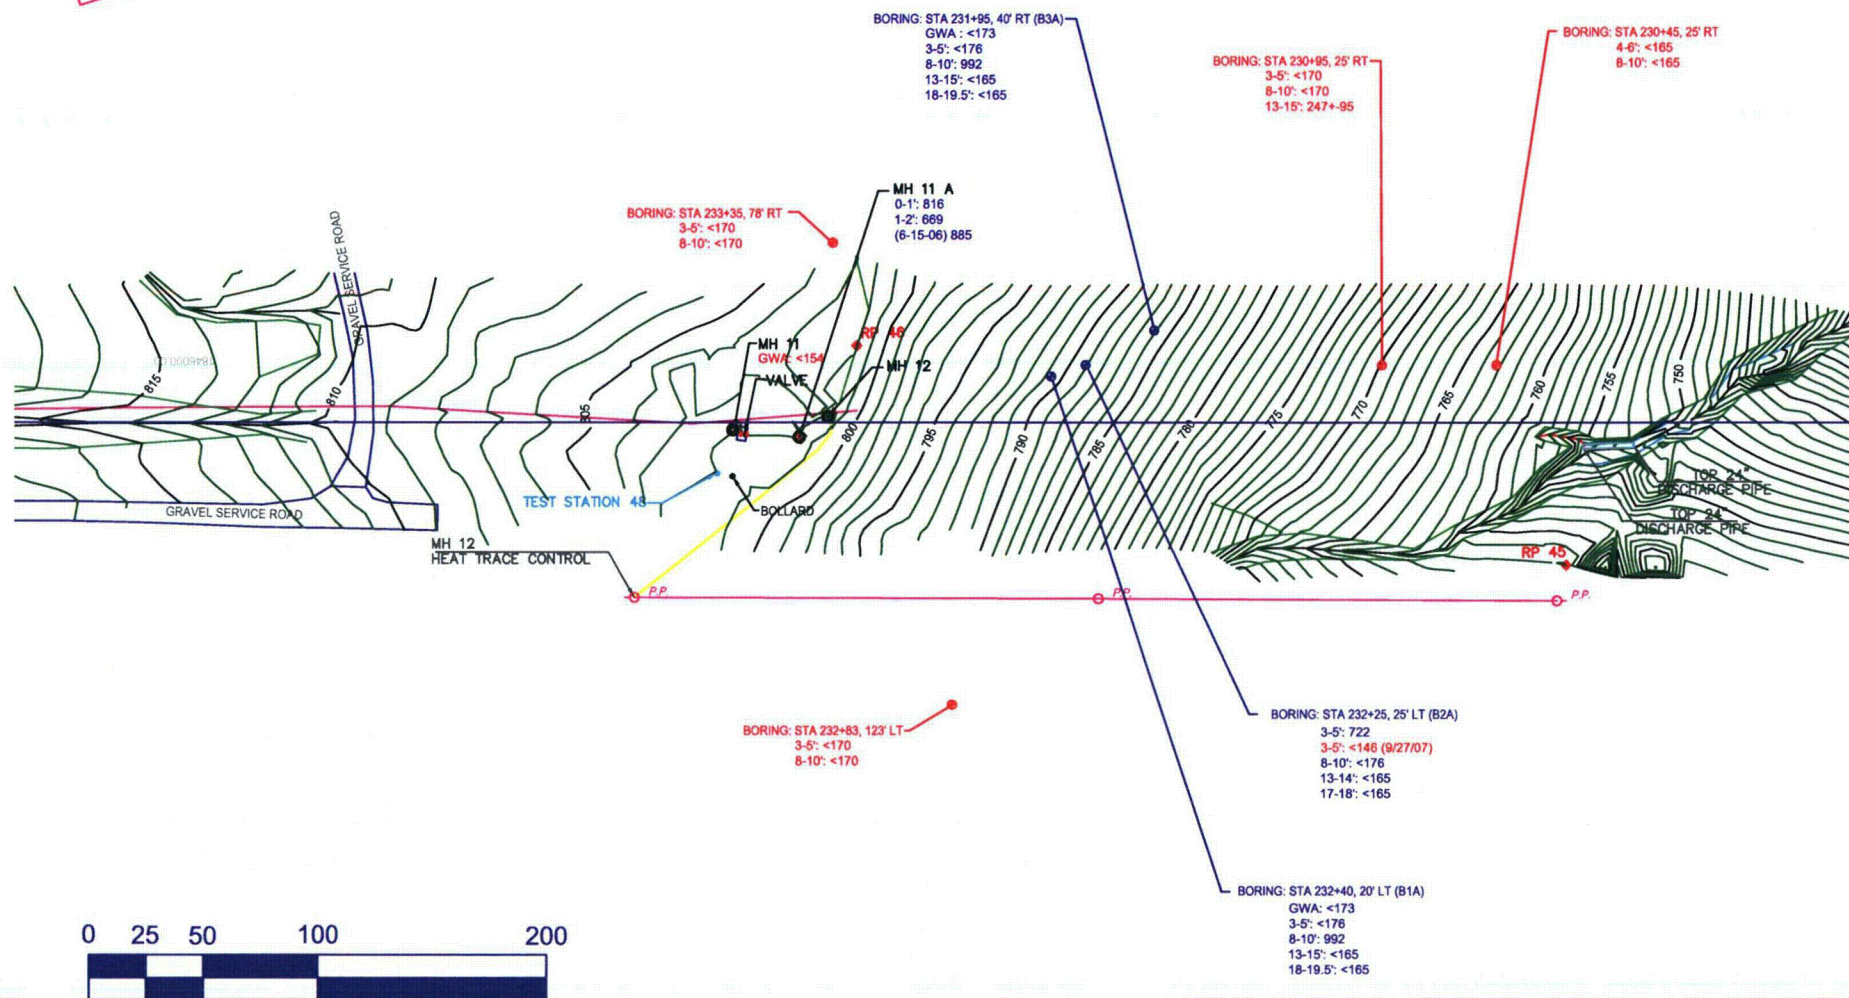 BORING: STA 231+95, 40' RT (B3A)
GWA : <173
3-5': <176
8-10': 992
13-15': <165
18-19.5': <165
BORING: STA 230+95, 25' RT
3-5': <170
8-10': <170
13-15': 247+-95
BORING: STA 230+45, 25' RT
4-6': <165
8-10': <165
BORING: STA 233+35, 78' RT
3-5': <170
8-10': <170
MH 11 A
0-1': 816
1-2': 669
(6-15-06) 885
GRAVEL SERVICE ROAD
RP 46
MH 11
GWA: <154
VALVE
MH 12
815
810
805
800
795
790
785
780
775
770
765
760
755
750
TEST STATION 48
BOLLARD
GRAVEL SERVICE ROAD
TOP 24"
DISCHARGE PIPE
TOP 24"
DISCHARGE PIPE
RP 45
MH 12
HEAT TRACE CONTROL
P.P.
P.P.
P.P.
BORING: STA 232+83, 123' LT
3-5': <170
8-10': <170
BORING: STA 232+25, 25' LT (B2A)
3-5': 722
3-5': <146 (9/27/07)
8-10': <176
13-14': <165
17-18': <165
BORING: STA 232+40, 20' LT (B1A)
GWA: <173
3-5': <176
8-10': 992
13-15': <165
18-19.5': <165
0 25 50 100 200